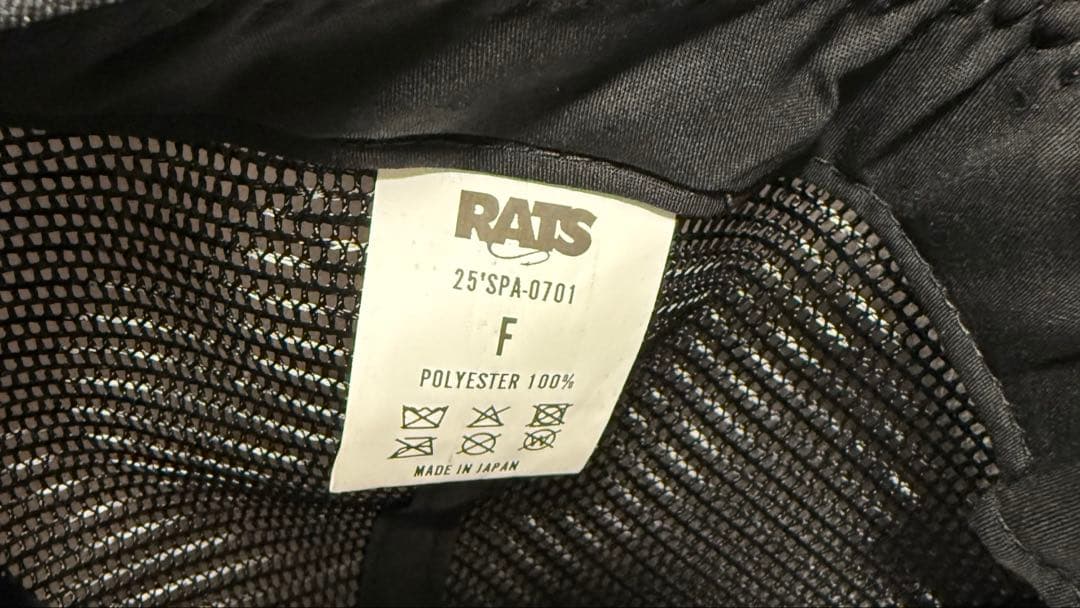 RATS
25'SPA-0701
F
POLYESTER 100%
W
MADE IN JAPAN